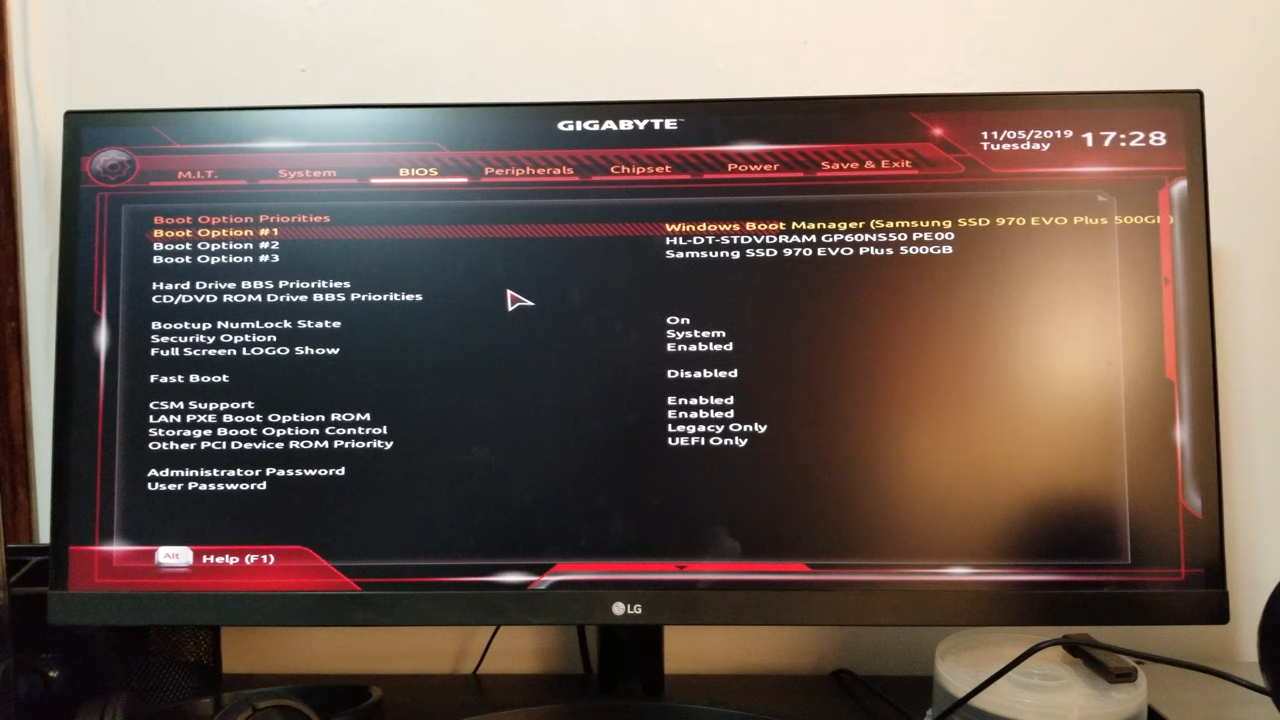 GIGABYTE™
11/05/2019 17:28
Tuesday
M.I.T. System BIOS Peripherals Chipset Power Save & Exit
Boot Option Priorities
Boot Option #1 Windows Boot Manager (Samsung SSD 970 EVO Plus 500GB)
Boot Option #2 HL-DT-STDVDRAM GP60NS50 PE00
Boot Option #3 Samsung SSD 970 EVO Plus 500GB
Hard Drive BBS Priorities
CD/DVD ROM Drive BBS Priorities
Bootup NumLock State On
Security Option System
Full Screen LOGO Show Enabled
Fast Boot Disabled
CSM Support Enabled
LAN PXE Boot Option ROM Enabled
Storage Boot Option Control Legacy Only
Other PCI Device ROM Priority UEFI Only
Administrator Password
User Password
Alt Help (F1)
LG